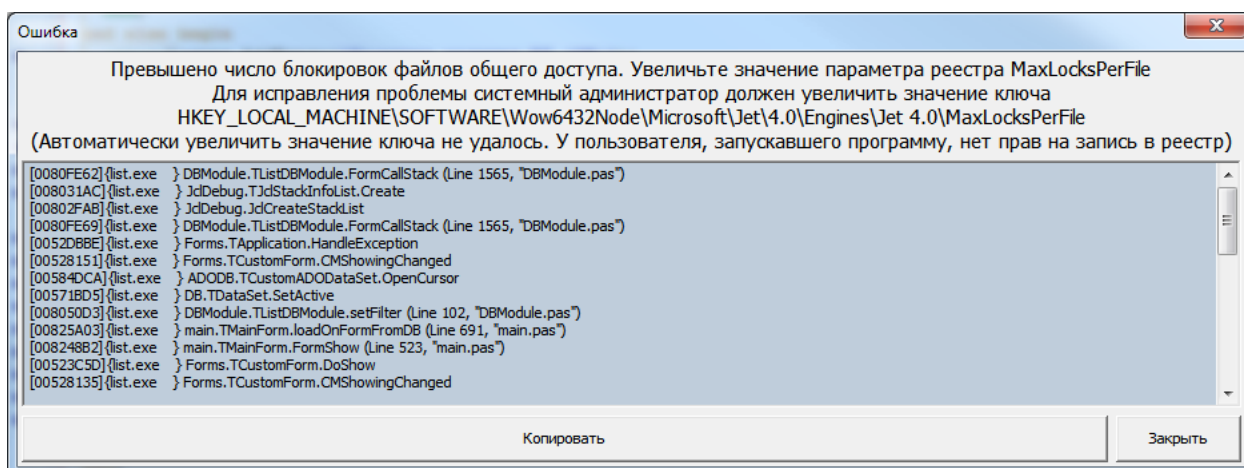 Ошибка
Превышено число блокировок файлов общего доступа. Увеличьте значение параметра реестра MaxLocksPerFile
Для исправления проблемы системный администратор должен увеличить значение ключа
HKEY_LOCAL_MACHINE\SOFTWARE\Wow6432Node\Microsoft\Jet\4.0\Engines\Jet 4.0\MaxLocksPerFile
(Автоматически увеличить значение ключа не удалось. У пользователя, запускавшего программу, нет прав на запись в реестр)
[0080FE62]{list.exe } DBModule.TListDBModule.FormCallStack (Line 1565, "DBModule.pas")
[008031AC]{list.exe } JclDebug.TJclStackInfoList.Create
[00802FAB]{list.exe } JclDebug.JclCreateStackList
[0080FE69]{list.exe } DBModule.TListDBModule.FormCallStack (Line 1565, "DBModule.pas")
[0052DBBE]{list.exe } Forms.TApplication.HandleException
[00528151]{list.exe } Forms.TCustomForm.CMShowingChanged
[00584DCA]{list.exe } ADODB.TCustomADODataSet.OpenCursor
[00571BD5]{list.exe } DB.TDataSet.SetActive
[008050D3]{list.exe } DBModule.TListDBModule.setFilter (Line 102, "DBModule.pas")
[00825A03]{list.exe } main.TMainForm.loadOnFormFromDB (Line 691, "main.pas")
[008248B2]{list.exe } main.TMainForm.FormShow (Line 523, "main.pas")
[00523C5D]{list.exe } Forms.TCustomForm.DoShow
[00528135]{list.exe } Forms.TCustomForm.CMShowingChanged
Копировать
Закрыть